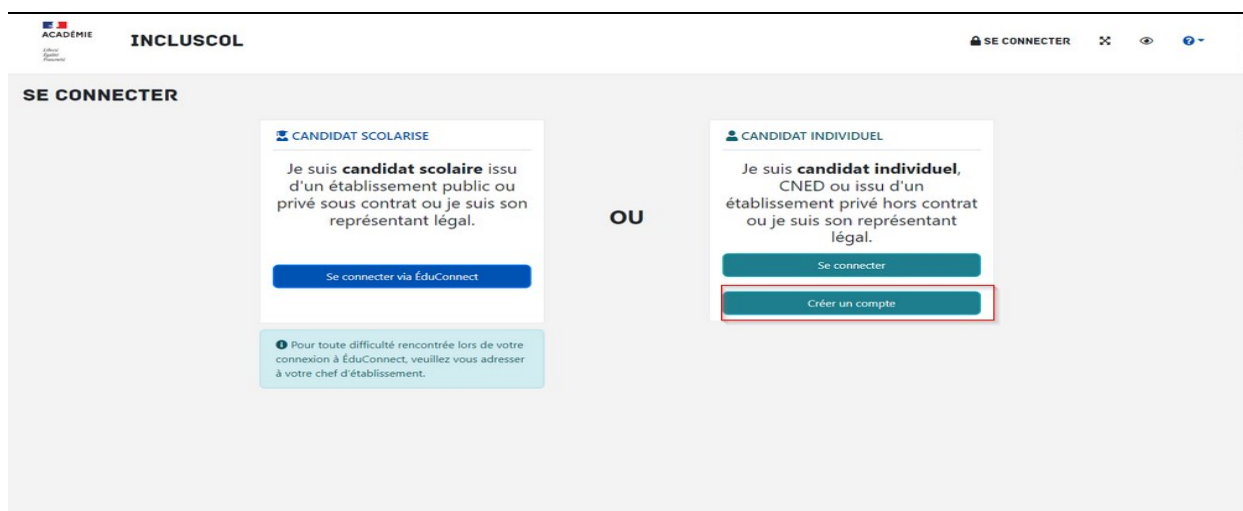 ACADÉMIE
Liberté
Égalité
Fraternité
INCLUSCOL
SE CONNECTER
SE CONNECTER
CANDIDAT SCOLARISE
Je suis candidat scolaire issu
d'un établissement public ou
privé sous contrat ou je suis son
représentant légal.
Se connecter via ÉduConnect
Pour toute difficulté rencontrée lors de votre
connexion à ÉduConnect, veuillez vous adresser
à votre chef d'établissement.
OU
CANDIDAT INDIVIDUEL
Je suis candidat individuel,
CNED ou issu d'un
établissement privé hors contrat
ou je suis son représentant
légal.
Se connecter
Créer un compte